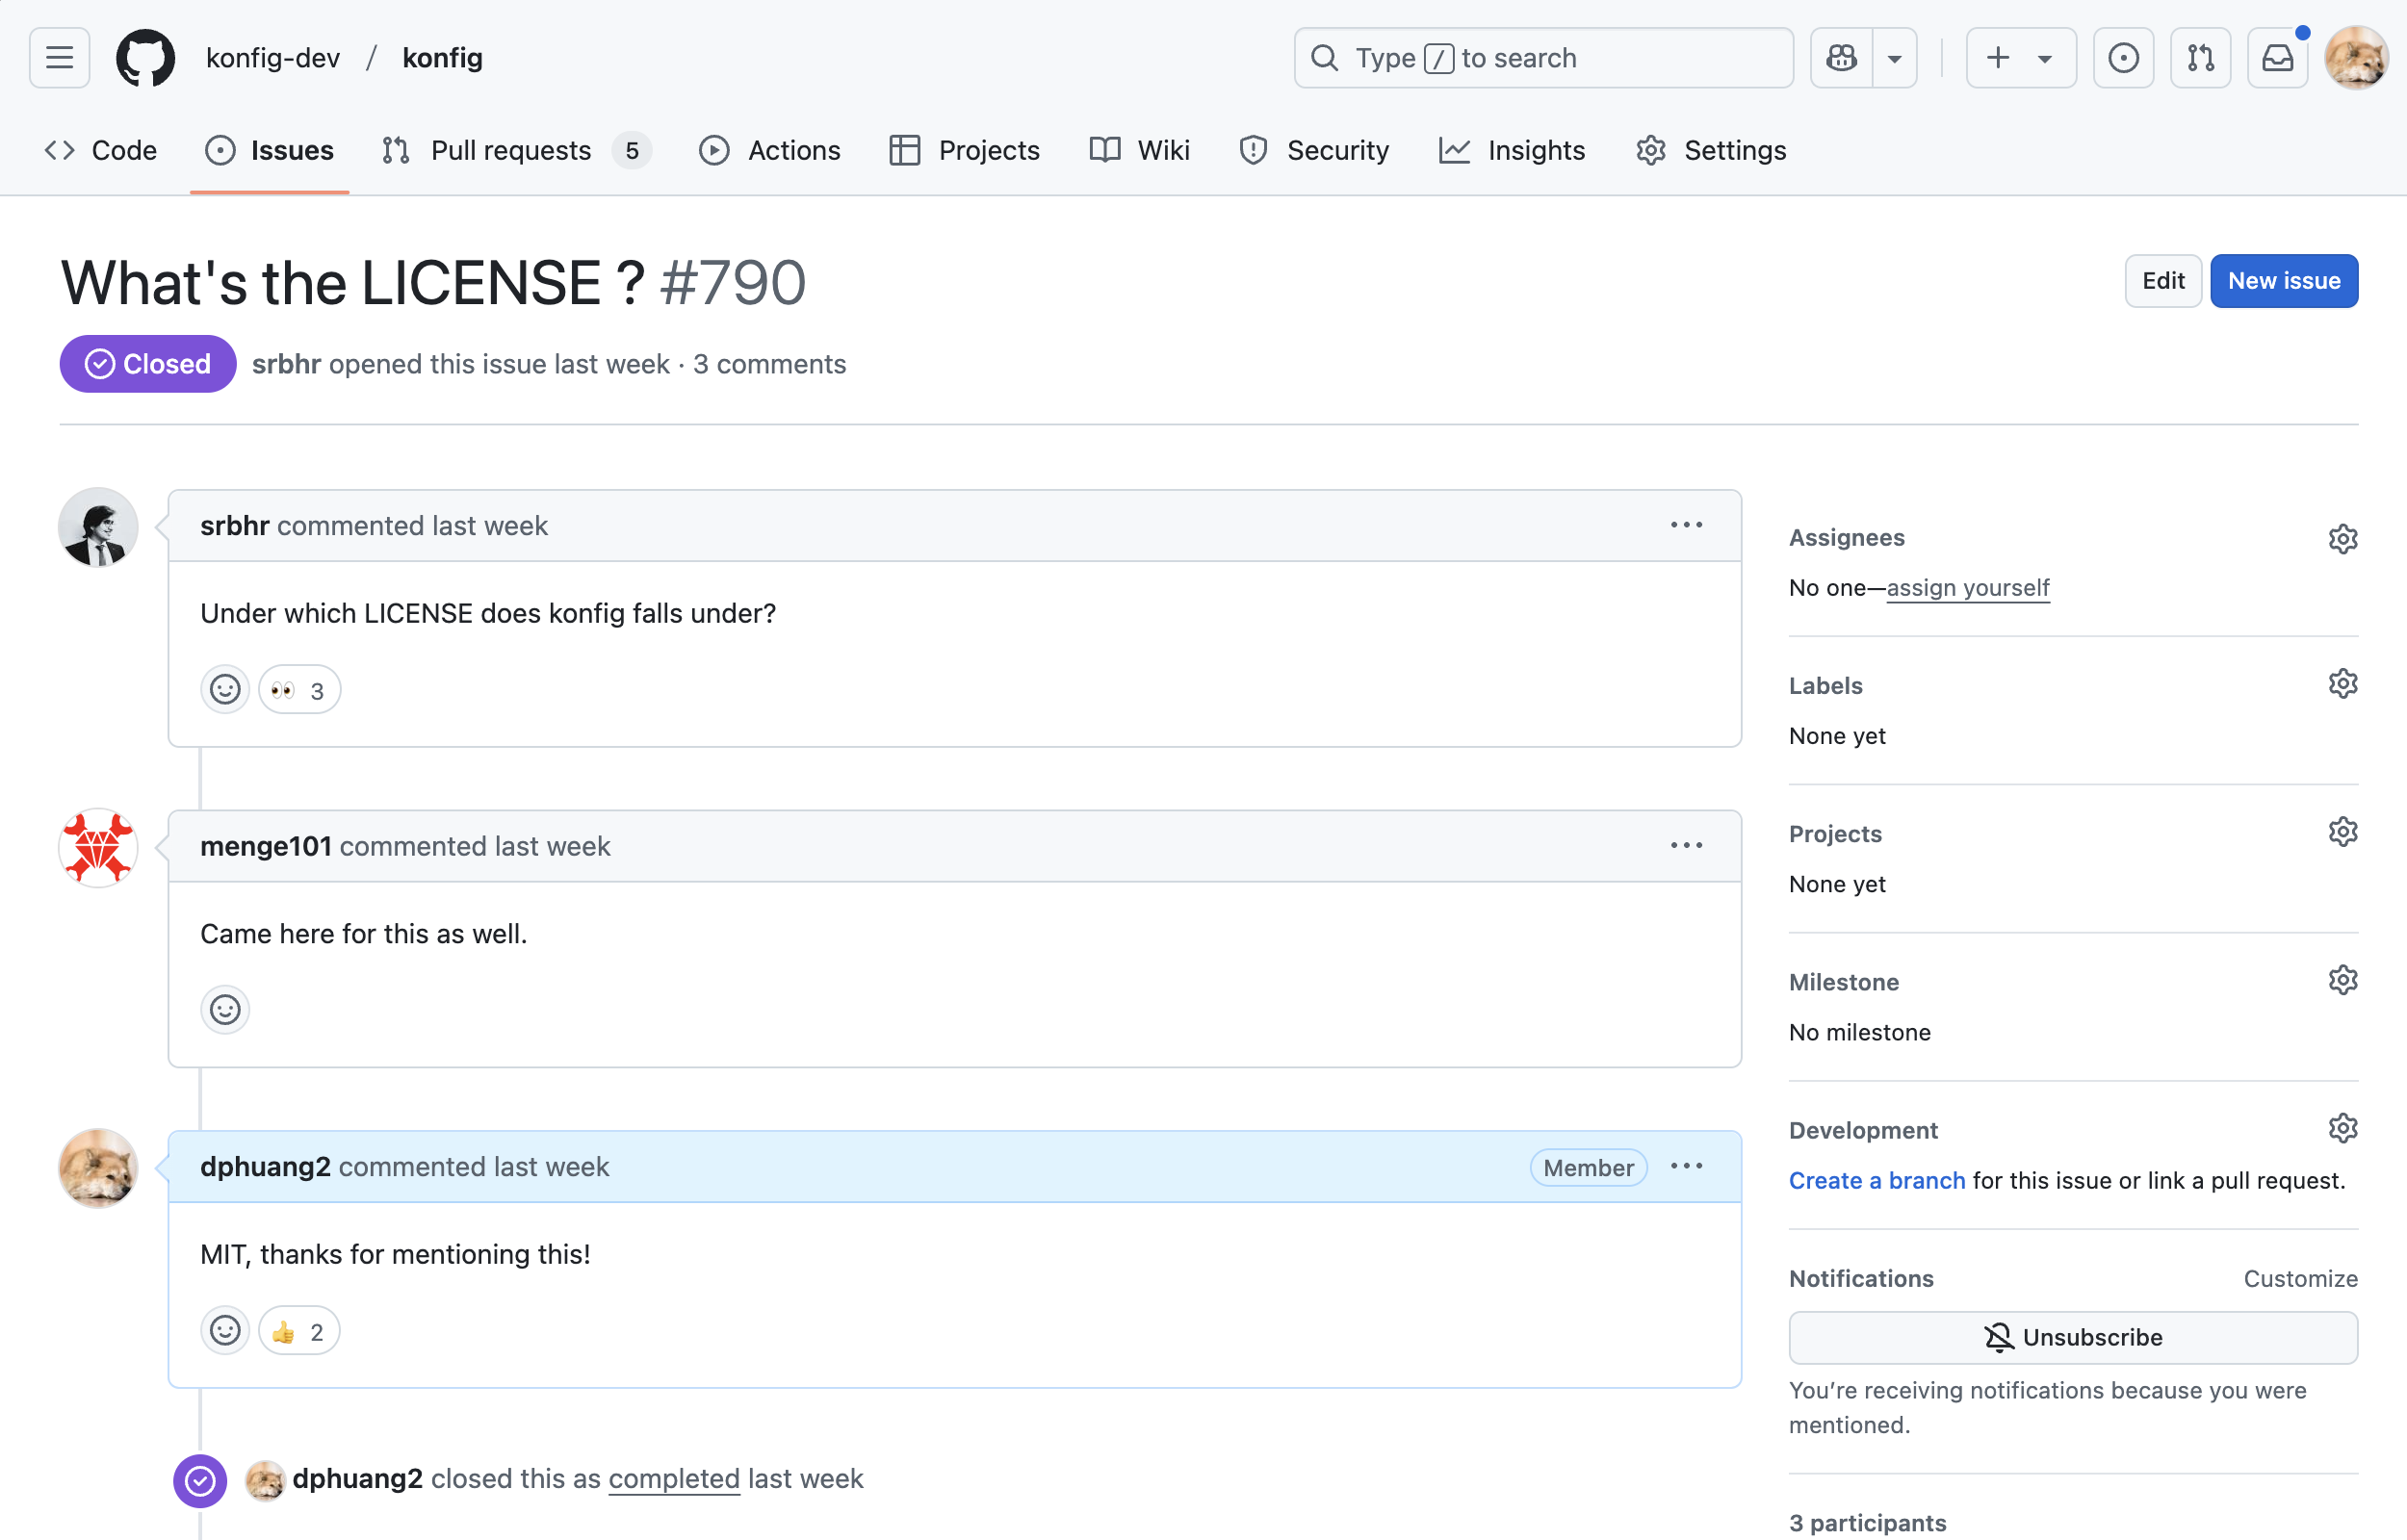 konfig-dev / konfig
Type / to search
Code
Issues
Pull requests 5
Actions
Projects
Wiki
Security
Insights
Settings
What's the LICENSE ? #790
Edit
New issue
Closed
srbhr opened this issue last week · 3 comments
srbhr commented last week
Under which LICENSE does konfig falls under?
3
menge101 commented last week
Came here for this as well.
dphuang2 commented last week
Member
MIT, thanks for mentioning this!
2
dphuang2 closed this as completed last week
Assignees
No one—assign yourself
Labels
None yet
Projects
None yet
Milestone
No milestone
Development
Create a branch for this issue or link a pull request.
Notifications
Customize
Unsubscribe
You’re receiving notifications because you were
mentioned.
3 participants